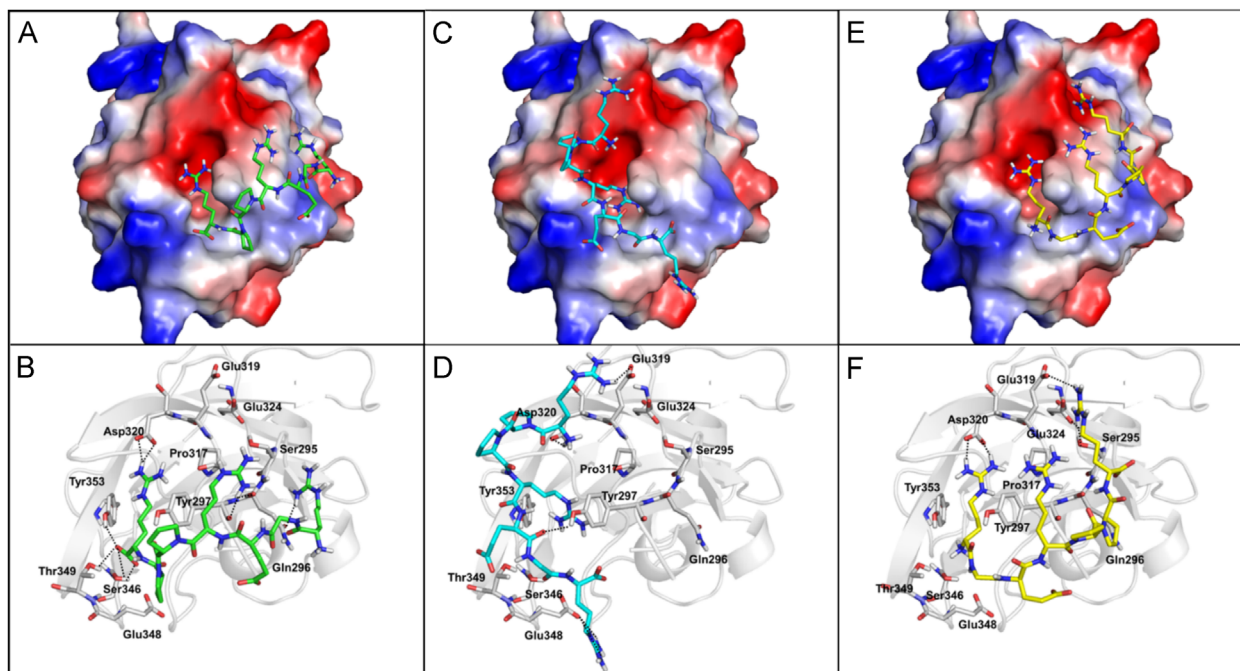 A
C
E
B
Glu319
Glu324
Asp320
Pro317
Ser295
Tyr353
Tyr297
Gln296
Thr349
Ser346
Glu348
D
Glu319
Asp320
Glu324
Pro317
Ser295
Tyr353
Tyr297
Thr349
Gln296
Ser346
Glu348
F
Glu319
Asp320
Glu324
Ser295
Tyr353
Pro317
Tyr297
Gln296
Thr349
Ser346
Glu348